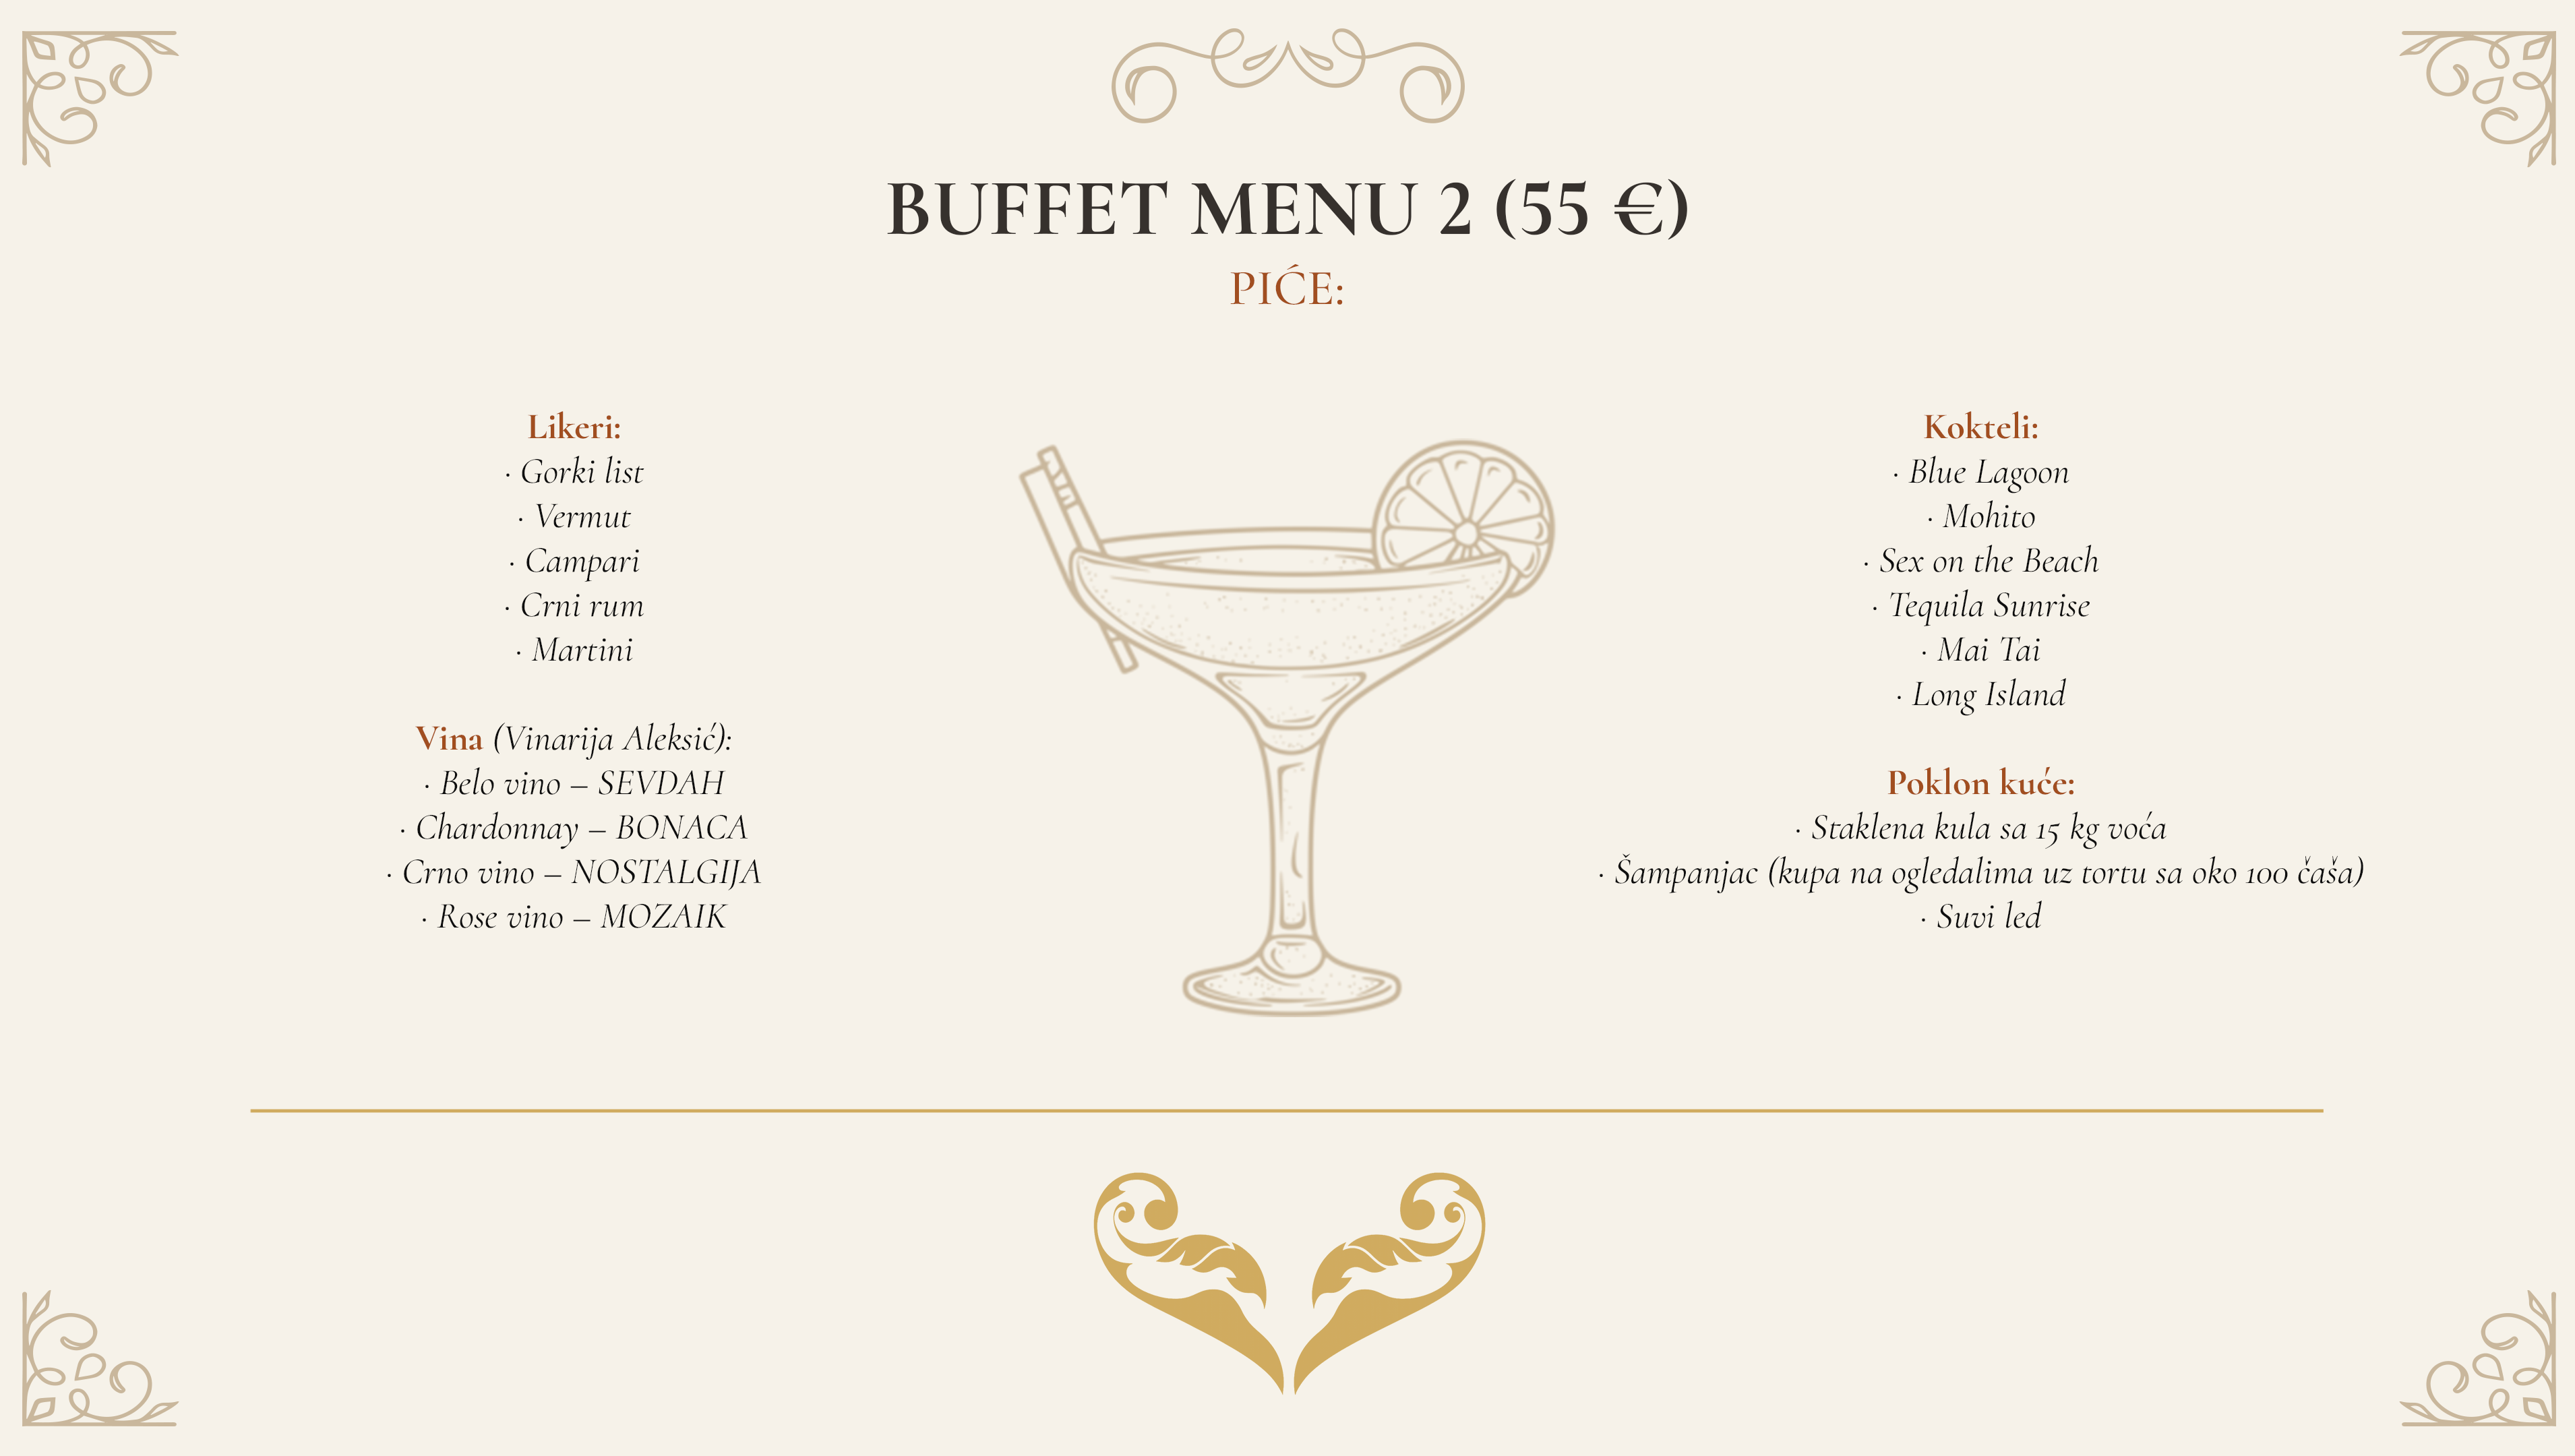 BUFFET MENU 2 (55 €)
PIĆE:
Likeri:
· Gorki list
· Vermut
· Campari
· Crni rum
· Martini
Vina (Vinarija Aleksić):
· Belo vino – SEVDAH
· Chardonnay – BONACA
· Crno vino – NOSTALGIJA
· Rose vino – MOZAIK
Kokteli:
· Blue Lagoon
· Mohito
· Sex on the Beach
· Tequila Sunrise
· Mai Tai
· Long Island
Poklon kuće:
· Staklena kula sa 15 kg voća
· Šampanjac (kupa na ogledalima uz tortu sa oko 100 čaša)
· Suvi led